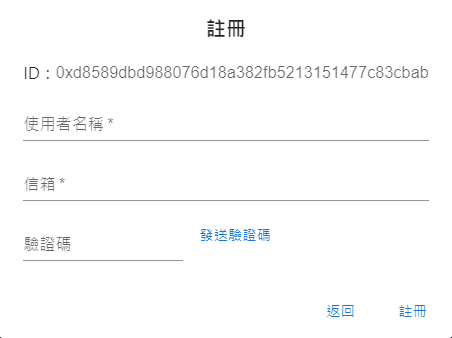 註冊
ID：0xd8589dbd988076d18a382fb5213151477c83cbab
使用者名稱 *
信箱 *
驗證碼 發送驗證碼
返回 註冊